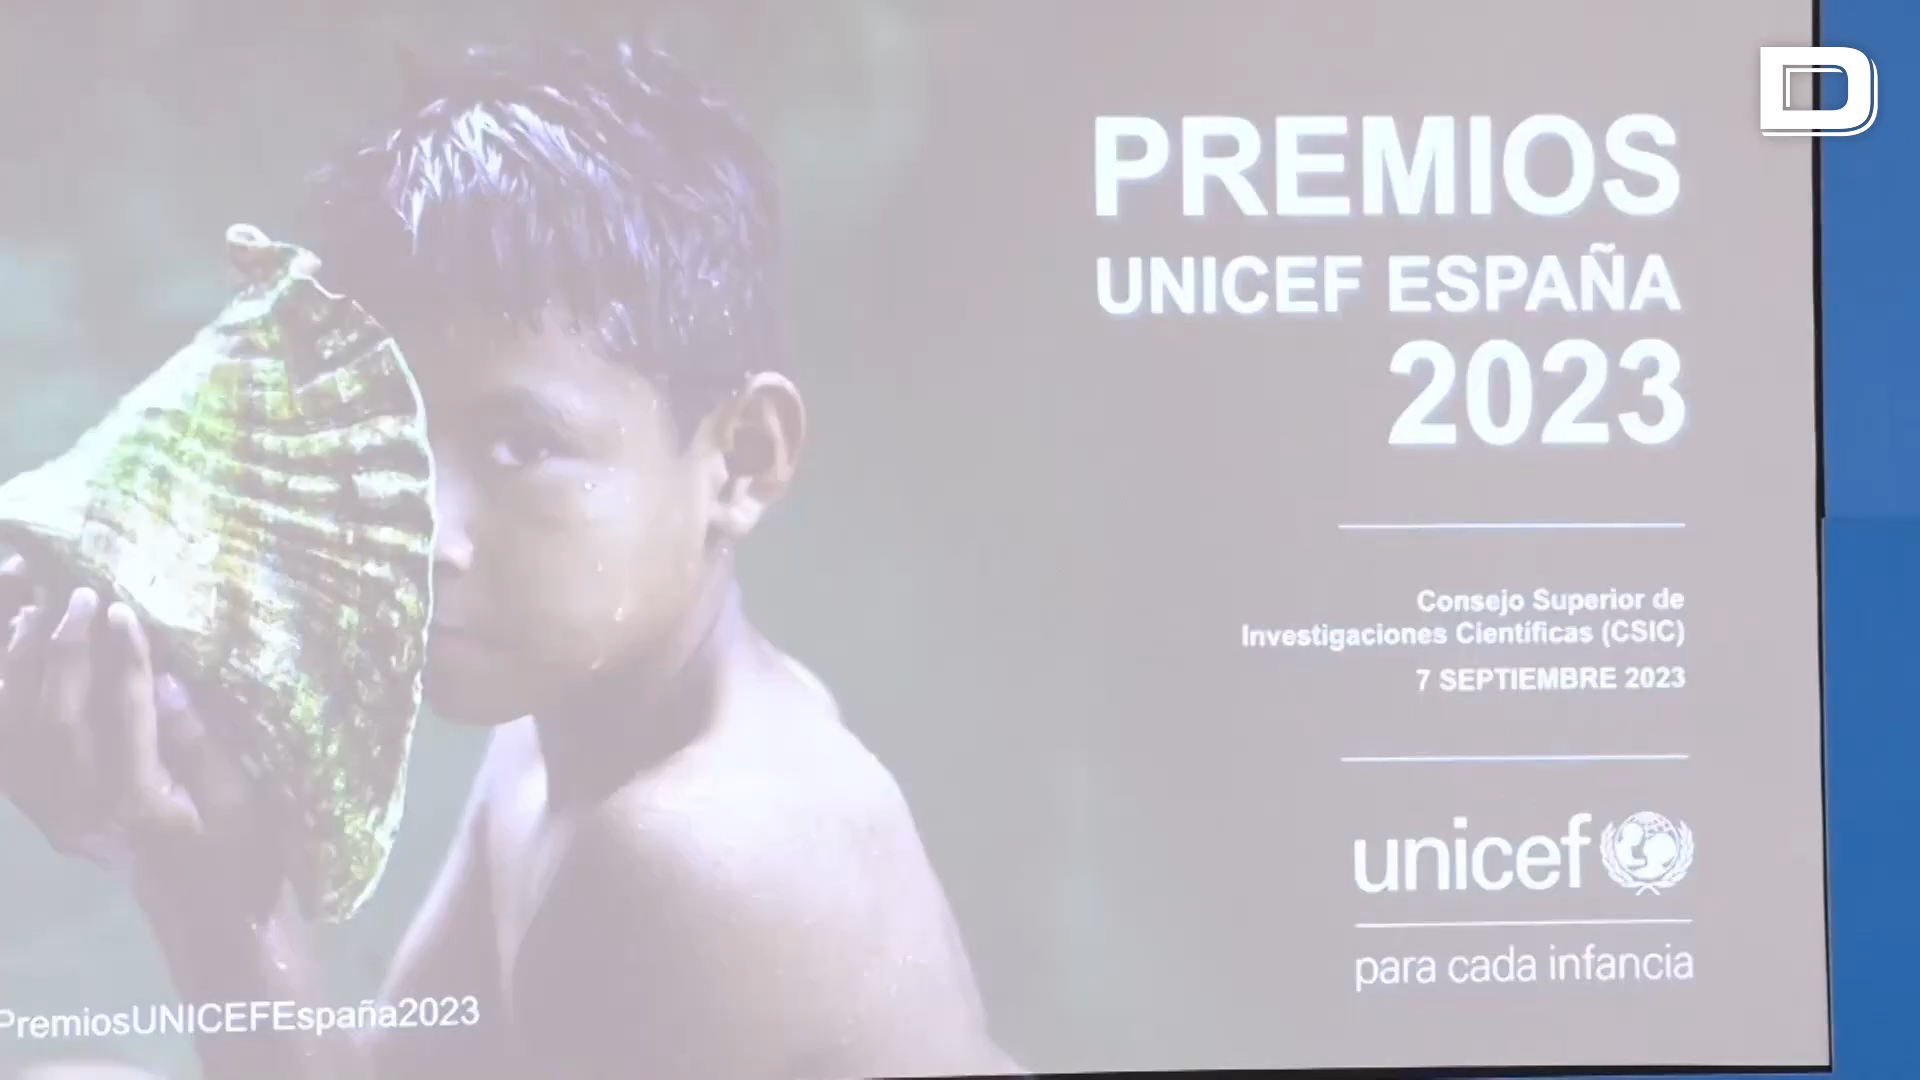 D
PREMIOS
UNICEF ESPAÑA
2023
Consejo Superior de
Investigaciones Científicas (CSIC)
7 SEPTIEMBRE 2023
unicef
para cada infancia
PremiosUNICEFEspaña2023